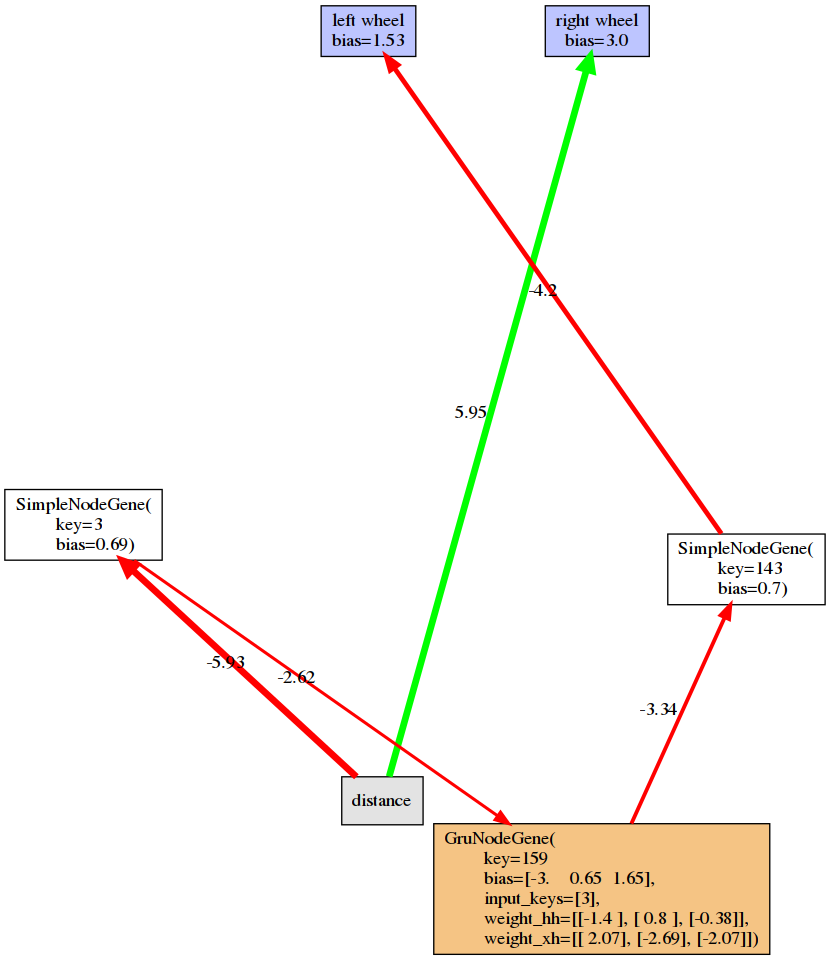 left wheel
bias=1.53
right wheel
bias=3.0
-4.2
5.95
SimpleNodeGene(
key=3
bias=0.69)
SimpleNodeGene(
key=143
bias=0.7)
-5.93
-2.62
-3.34
distance
GruNodeGene(
key=159
bias=[-3. 0.65 1.65],
input_keys=[3],
weight_hh=[[-1.4 ], [ 0.8 ], [-0.38]],
weight_xh=[[ 2.07], [-2.69], [-2.07]])